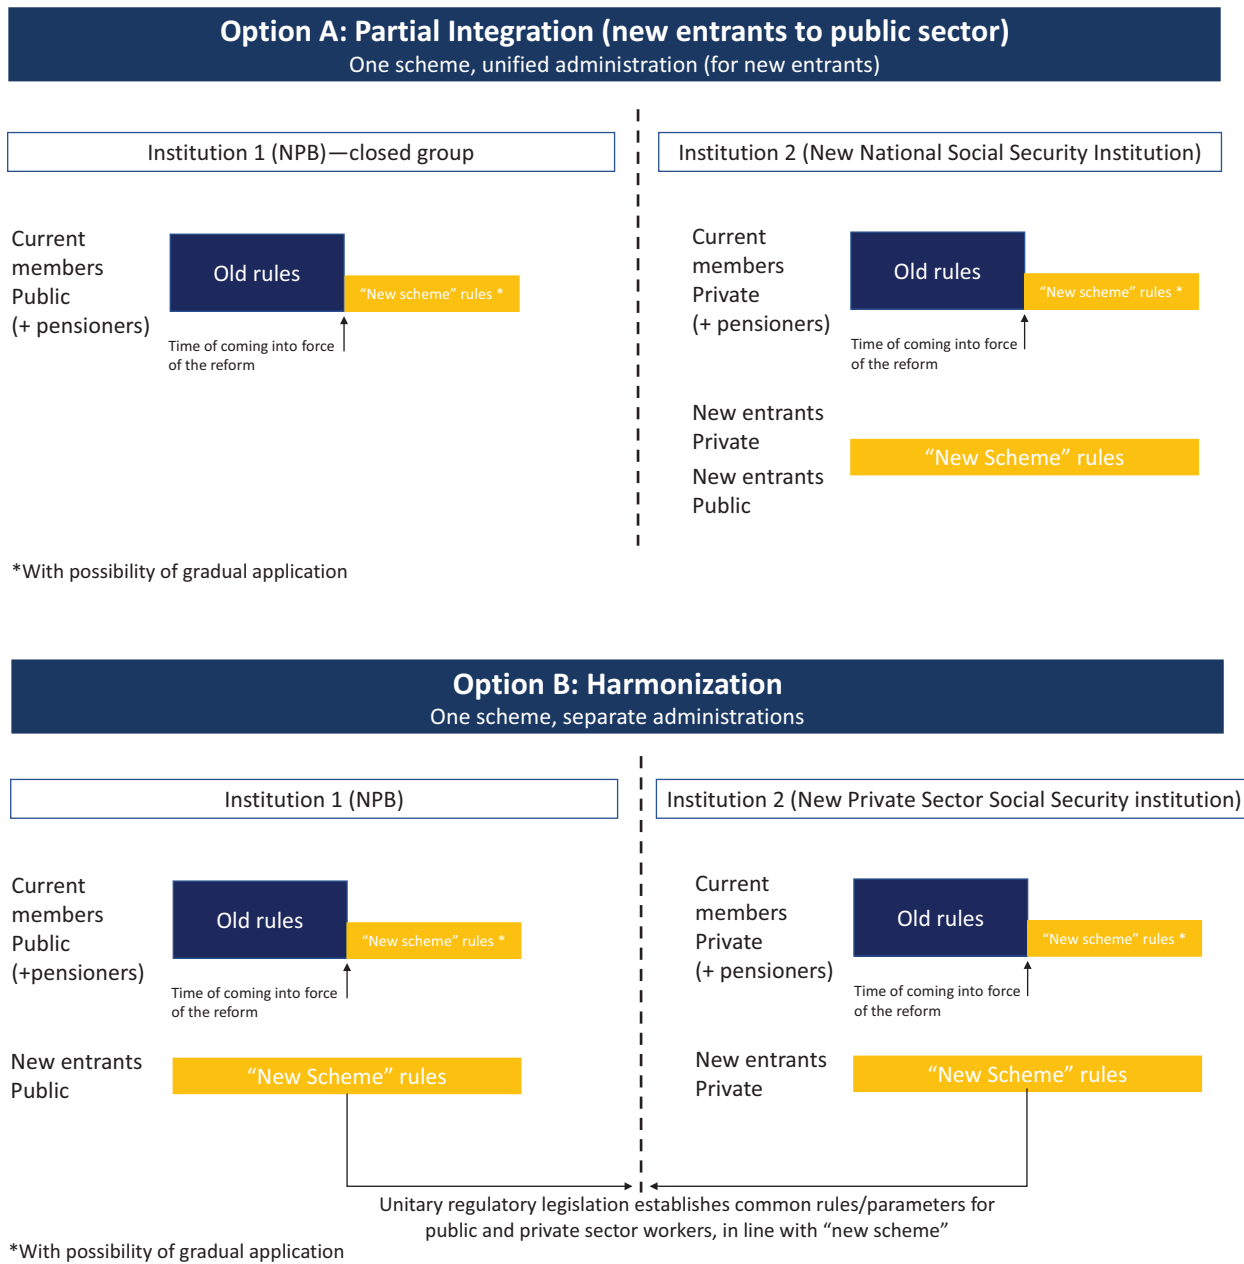 Option A: Partial Integration (new entrants to public sector)
One scheme, unified administration (for new entrants)
Institution 1 (NPB)—closed group
Current
members
Public
(+ pensioners)
Old rules
“New scheme” rules *
Time of coming into force
of the reform
Institution 2 (New National Social Security Institution)
Current
members
Private
(+ pensioners)
Old rules
“New scheme” rules *
Time of coming into force
of the reform
New entrants
Private
New entrants
Public
“New Scheme” rules
*With possibility of gradual application
Option B: Harmonization
One scheme, separate administrations
Institution 1 (NPB)
Current
members
Public
(+pensioners)
Old rules
“New scheme” rules *
Time of coming into force
of the reform
New entrants
Public
“New Scheme” rules
Institution 2 (New Private Sector Social Security institution)
Current
members
Private
(+ pensioners)
Old rules
“New scheme” rules *
Time of coming into force
of the reform
New entrants
Private
“New Scheme” rules
Unitary regulatory legislation establishes common rules/parameters for
public and private sector workers, in line with “new scheme”
*With possibility of gradual application